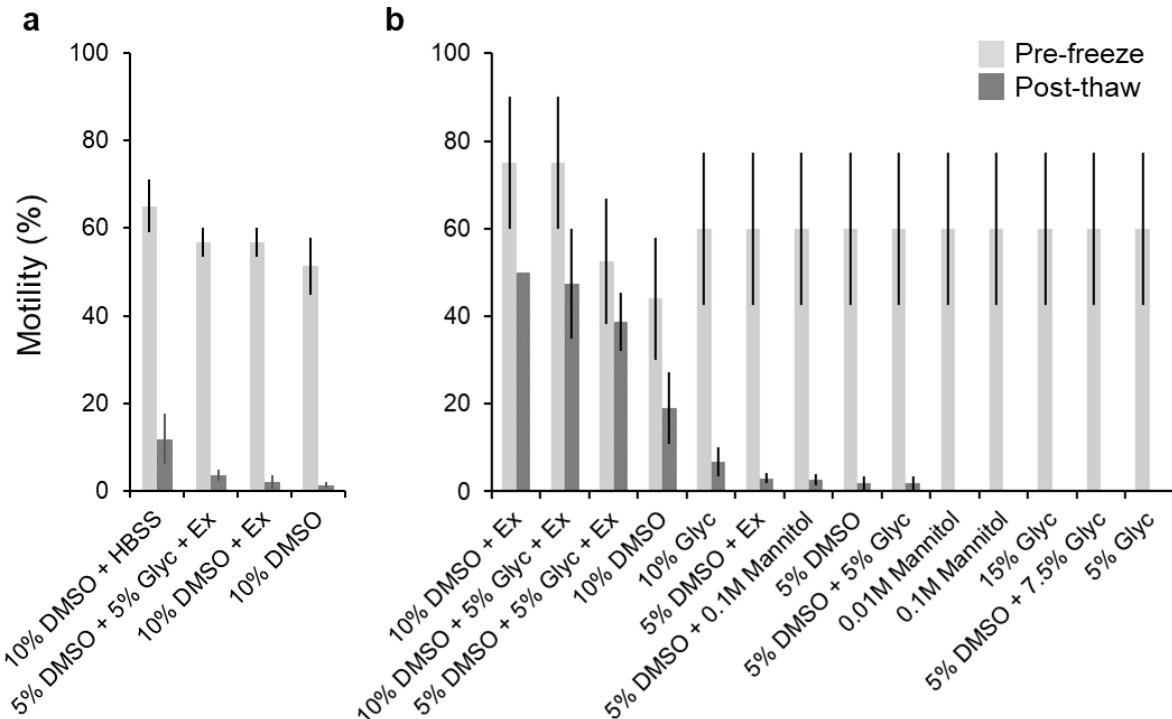 a
b
100
80
60
40
20
0
Motility (%)
10% DMSO + HBSS
5% DMSO + 5% Glyc + Ex
10% DMSO + Ex
10% DMSO
100
80
60
40
20
0
Pre-freeze
Post-thaw
10% DMSO + Ex
10% DMSO + 5% Glyc + Ex
5% DMSO + 5% Glyc + Ex
10% DMSO
10% Glyc
5% DMSO + Ex
5% DMSO + 0.1M Mannitol
5% DMSO
5% DMSO + 5% Glyc
0.01M Mannitol
0.1M Mannitol
15% Glyc
5% DMSO + 7.5% Glyc
5% Glyc